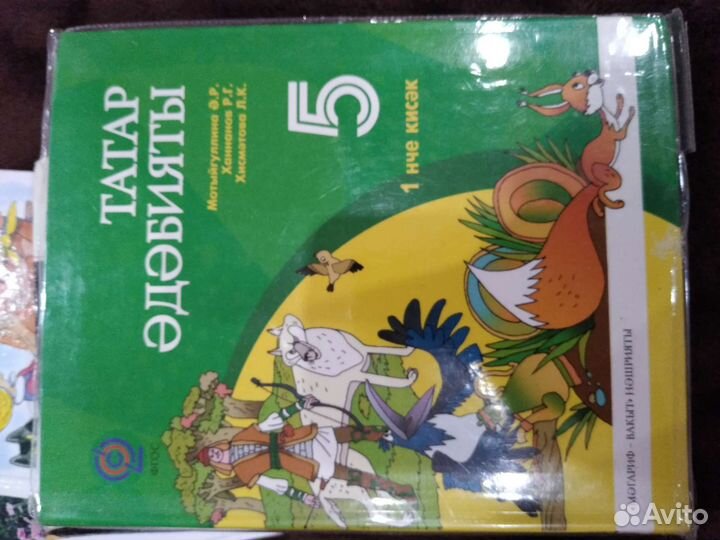 ТАТАР
ӘДӘБИЯТЫ
Мотыйгуллина Ә.Р.
Ханнанов Р.Г.
Хисматова Л.К.
5
1 нче кисәк
ФГОС
«МӘГАРИФ – ВАКЫТ» НӘШРИЯТЫ
Avito